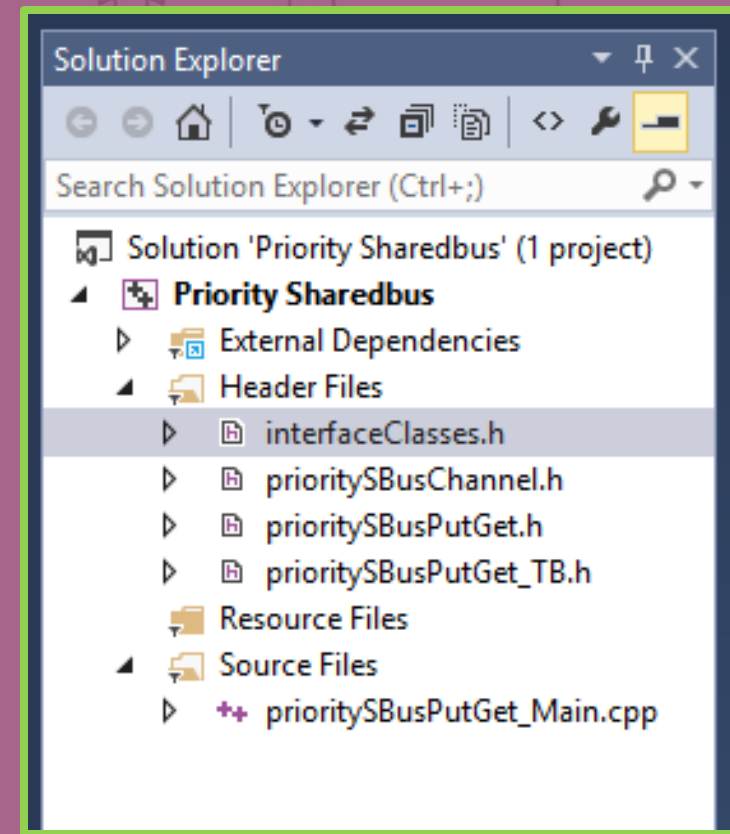 Solution Explorer
Search Solution Explorer (Ctrl+;)
Solution 'Priority Sharedbus' (1 project)
Priority Sharedbus
External Dependencies
Header Files
interfaceClasses.h
prioritySBusChannel.h
prioritySBusPutGet.h
prioritySBusPutGet_TB.h
Resource Files
Source Files
prioritySBusPutGet_Main.cpp